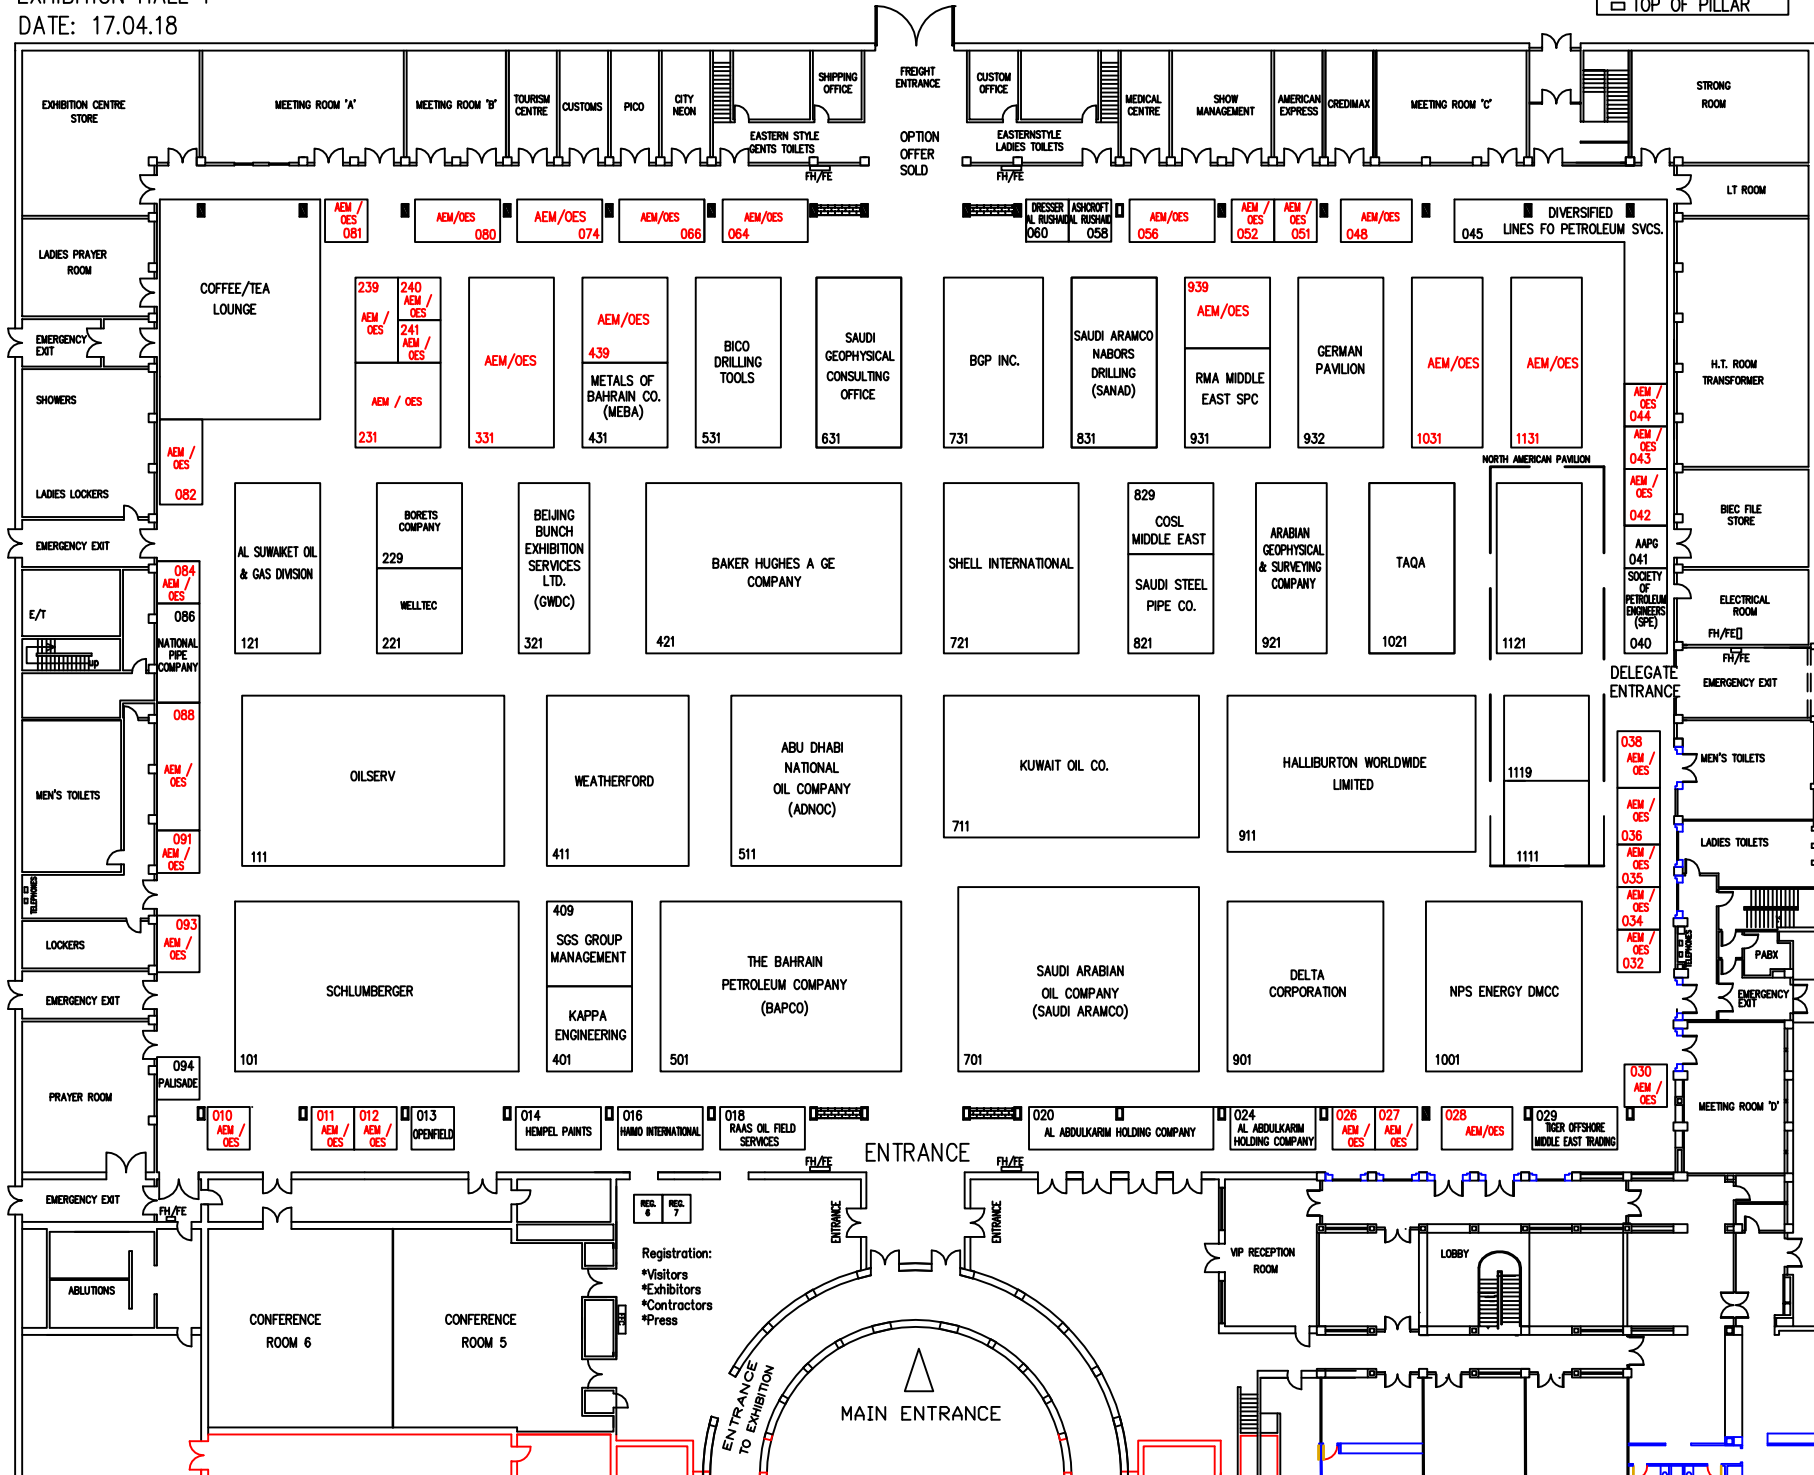 EXHIBITION HALL 1
DATE: 17.04.18
TOP OF PILLAR
EXHIBITION CENTRE
STORE
MEETING ROOM 'A'
MEETING ROOM 'B'
TOURISM
CENTRE
CUSTOMS
PICO
CITY
NEON
SHIPPING
OFFICE
EASTERN STYLE
GENTS TOILETS
FREIGHT
ENTRANCE
OPTION
OFFER
SOLD
CUSTOM
OFFICE
EASTERNSTYLE
LADIES TOILETS
MEDICAL
CENTRE
SHOW
MANAGEMENT
AMERICAN
EXPRESS
CREDIMAX
MEETING ROOM 'C'
STRONG
ROOM
FH/FE
FH/FE
LT ROOM
LADIES PRAYER
ROOM
EMERGENCY
EXIT
SHOWERS
LADIES LOCKERS
EMERGENCY EXIT
E/T
up
MEN'S TOILETS
TELEPHONES
LOCKERS
EMERGENCY EXIT
PRAYER ROOM
EMERGENCY EXIT
FH/FE
ABLUTIONS
COFFEE/TEA
LOUNGE
AEM /
OES
081
AEM/OES
080
AEM/OES
074
AEM/OES
066
AEM/OES
064
DRESSER
AL RUSHAID
060
ASHCROFT
AL RUSHAID
058
AEM/OES
056
AEM /
OES
052
AEM /
OES
051
AEM/OES
048
045
DIVERSIFIED
LINES FO PETROLEUM SVCS.
239
AEM /
OES
240
AEM /
OES
241
AEM /
OES
AEM / OES
231
AEM/OES
331
AEM/OES
439
METALS OF
BAHRAIN CO.
(MEBA)
431
BICO
DRILLING
TOOLS
531
SAUDI
GEOPHYSICAL
CONSULTING
OFFICE
631
BGP INC.
731
SAUDI ARAMCO
NABORS
DRILLING
(SANAD)
831
939
AEM/OES
RMA MIDDLE
EAST SPC
931
GERMAN
PAVILION
932
AEM/OES
1031
AEM/OES
1131
AEM /
OES
044
AEM /
OES
043
AEM /
OES
042
AAPG
041
SOCIETY
OF
PETROLEUM
ENGINEERS
(SPE)
040
H.T. ROOM
TRANSFORMER
BIEC FILE
STORE
ELECTRICAL
ROOM
FH/FE
FH/FE
EMERGENCY EXIT
DELEGATE
ENTRANCE
NORTH AMERICAN PAVILION
AEM /
OES
082
084
AEM /
OES
086
NATIONAL
PIPE
COMPANY
088
AEM /
OES
091
AEM /
OES
093
AEM /
OES
094
PALISADE
AL SUWAIKET OIL
& GAS DIVISION
121
BORETS
COMPANY
229
WELLTEC
221
BEIJING
BUNCH
EXHIBITION
SERVICES
LTD.
(GWDC)
321
BAKER HUGHES A GE
COMPANY
421
SHELL INTERNATIONAL
721
829
COSL
MIDDLE EAST
SAUDI STEEL
PIPE CO.
821
ARABIAN
GEOPHYSICAL
& SURVEYING
COMPANY
921
TAQA
1021
1121
OILSERV
111
WEATHERFORD
411
ABU DHABI
NATIONAL
OIL COMPANY
(ADNOC)
511
KUWAIT OIL CO.
711
HALLIBURTON WORLDWIDE
LIMITED
911
1119
1111
038
AEM /
OES
AEM /
OES
036
AEM /
OES
035
AEM /
OES
034
AEM /
OES
032
MEN'S TOILETS
LADIES TOILETS
TELEPHONES
PABX
EMERGENCY
EXIT
MEETING ROOM 'D'
SCHLUMBERGER
101
409
SGS GROUP
MANAGEMENT
KAPPA
ENGINEERING
401
THE BAHRAIN
PETROLEUM COMPANY
(BAPCO)
501
SAUDI ARABIAN
OIL COMPANY
(SAUDI ARAMCO)
701
DELTA
CORPORATION
901
NPS ENERGY DMCC
1001
030
AEM /
OES
010
AEM /
OES
011
AEM /
OES
012
AEM /
OES
013
OPENFIELD
014
HEMPEL PAINTS
016
HAIMO INTERNATIONAL
018
RAAS OIL FIELD
SERVICES
020
AL ABDULKARIM HOLDING COMPANY
024
AL ABDULKARIM
HOLDING COMPANY
026
AEM /
OES
027
AEM /
OES
028
AEM/OES
029
TIGER OFFSHORE
MIDDLE EAST TRADING
ENTRANCE
FH/FE
FH/FE
REG.
6
REG.
7
ENTRANCE
ENTRANCE
Registration:
*Visitors
*Exhibitors
*Contractors
*Press
CONFERENCE
ROOM 6
CONFERENCE
ROOM 5
VIP RECEPTION
ROOM
LOBBY
ENTRANCE
TO EXHIBITION
MAIN ENTRANCE